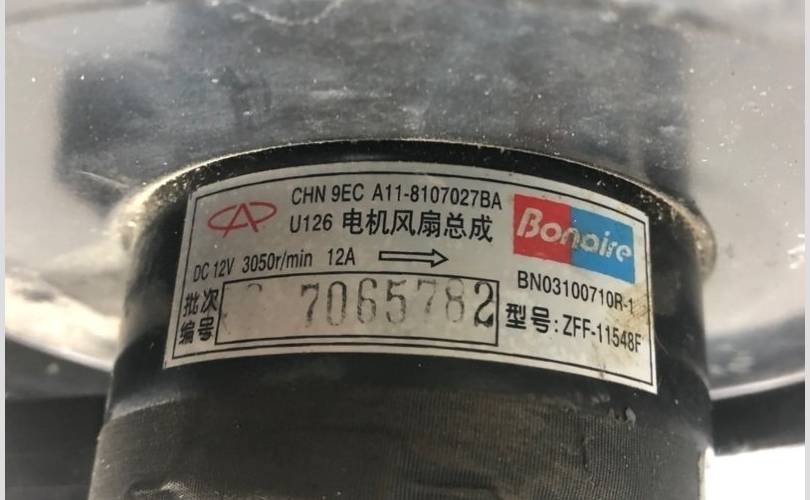 CHN 9EC A11-8107027BA
U126 电机风扇总成
Bonaire
DC 12V 3050r/min 12A
BN03100710R-1
批次编号
7065782
型号:ZFF-11548F